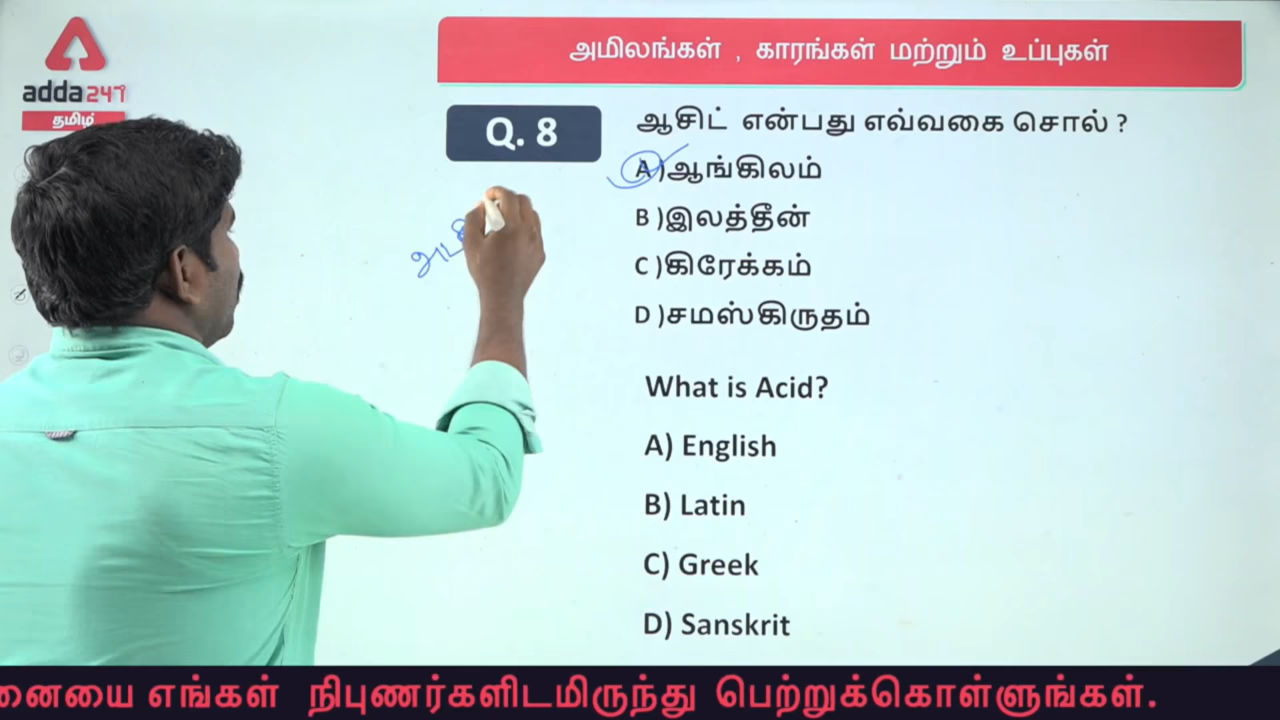 adda247
தமிழ்
அமிலங்கள் , காரங்கள் மற்றும் உப்புகள்
Q. 8
ஆசிட் என்பது எவ்வகை சொல் ?
A )ஆங்கிலம்
B )இலத்தீன்
C )கிரேக்கம்
D )சமஸ்கிருதம்
What is Acid?
A) English
B) Latin
C) Greek
D) Sanskrit
எங்கள் நிபுணர்களிடமிருந்து பெற்றுக்கொள்ளுங்கள்.